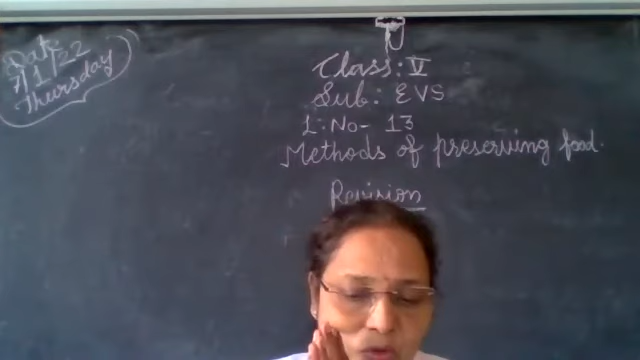 Date
7/1/22
Thursday
Class: V
Sub: EVS
L: No- 13
Methods of preserving food.
Revision